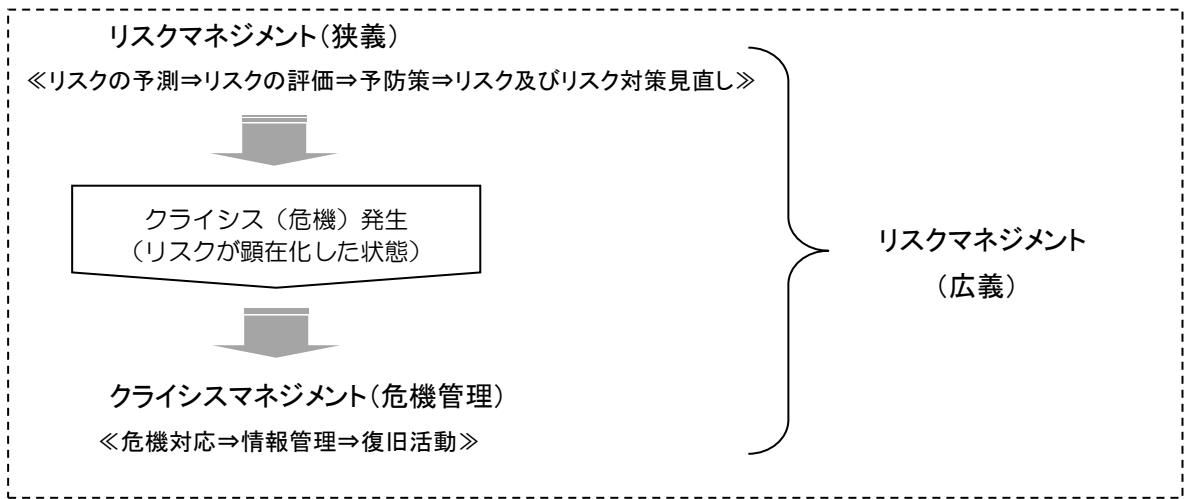 リスクマネジメント（狭義）
≪リスクの予測⇒リスクの評価⇒予防策⇒リスク及びリスク対策見直し≫
クライシス（危機）発生
（リスクが顕在化した状態）
リスクマネジメント
（広義）
クライシスマネジメント（危機管理）
≪危機対応⇒情報管理⇒復旧活動≫